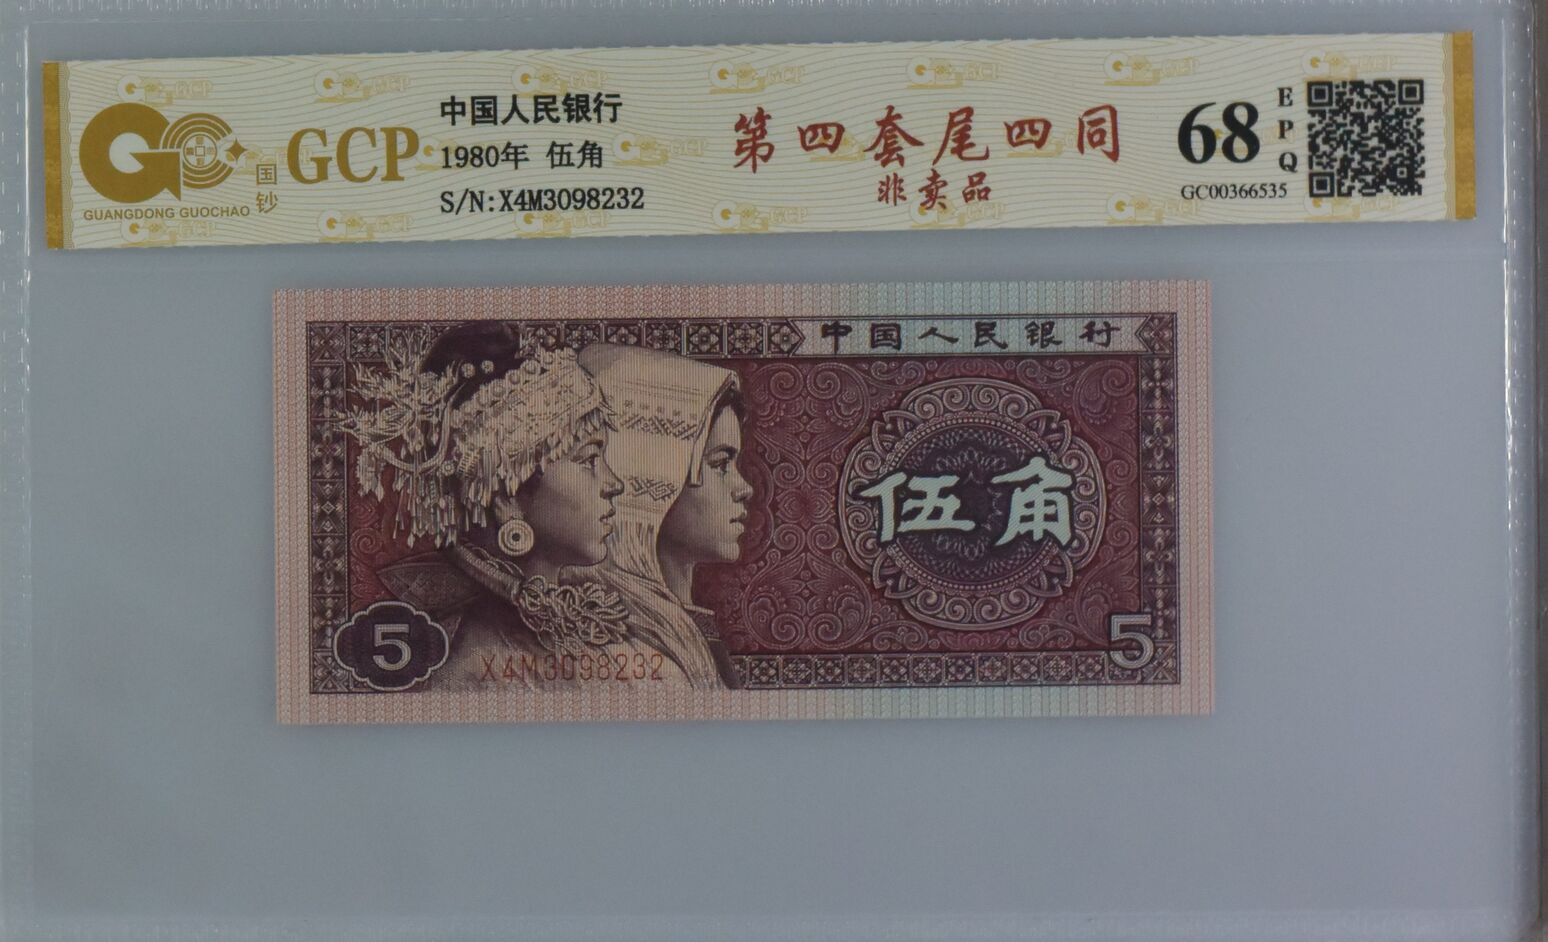 GUANGDONG GUOCHAO
国钞
GCP
中国人民银行
1980年 伍角
S/N:X4M3098232
第四套尾四同
非卖品
68
EPQ
GC00366535
中国人民银行
伍角
5
X4M3098232
5